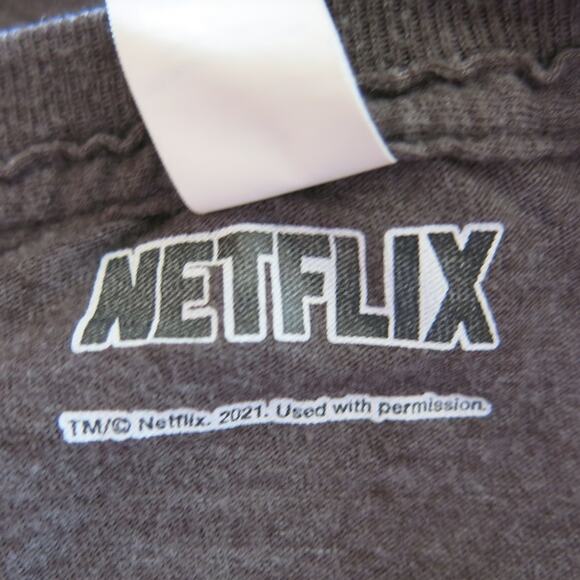 NETFLIX
TM/© Netflix. 2021. Used with permission.